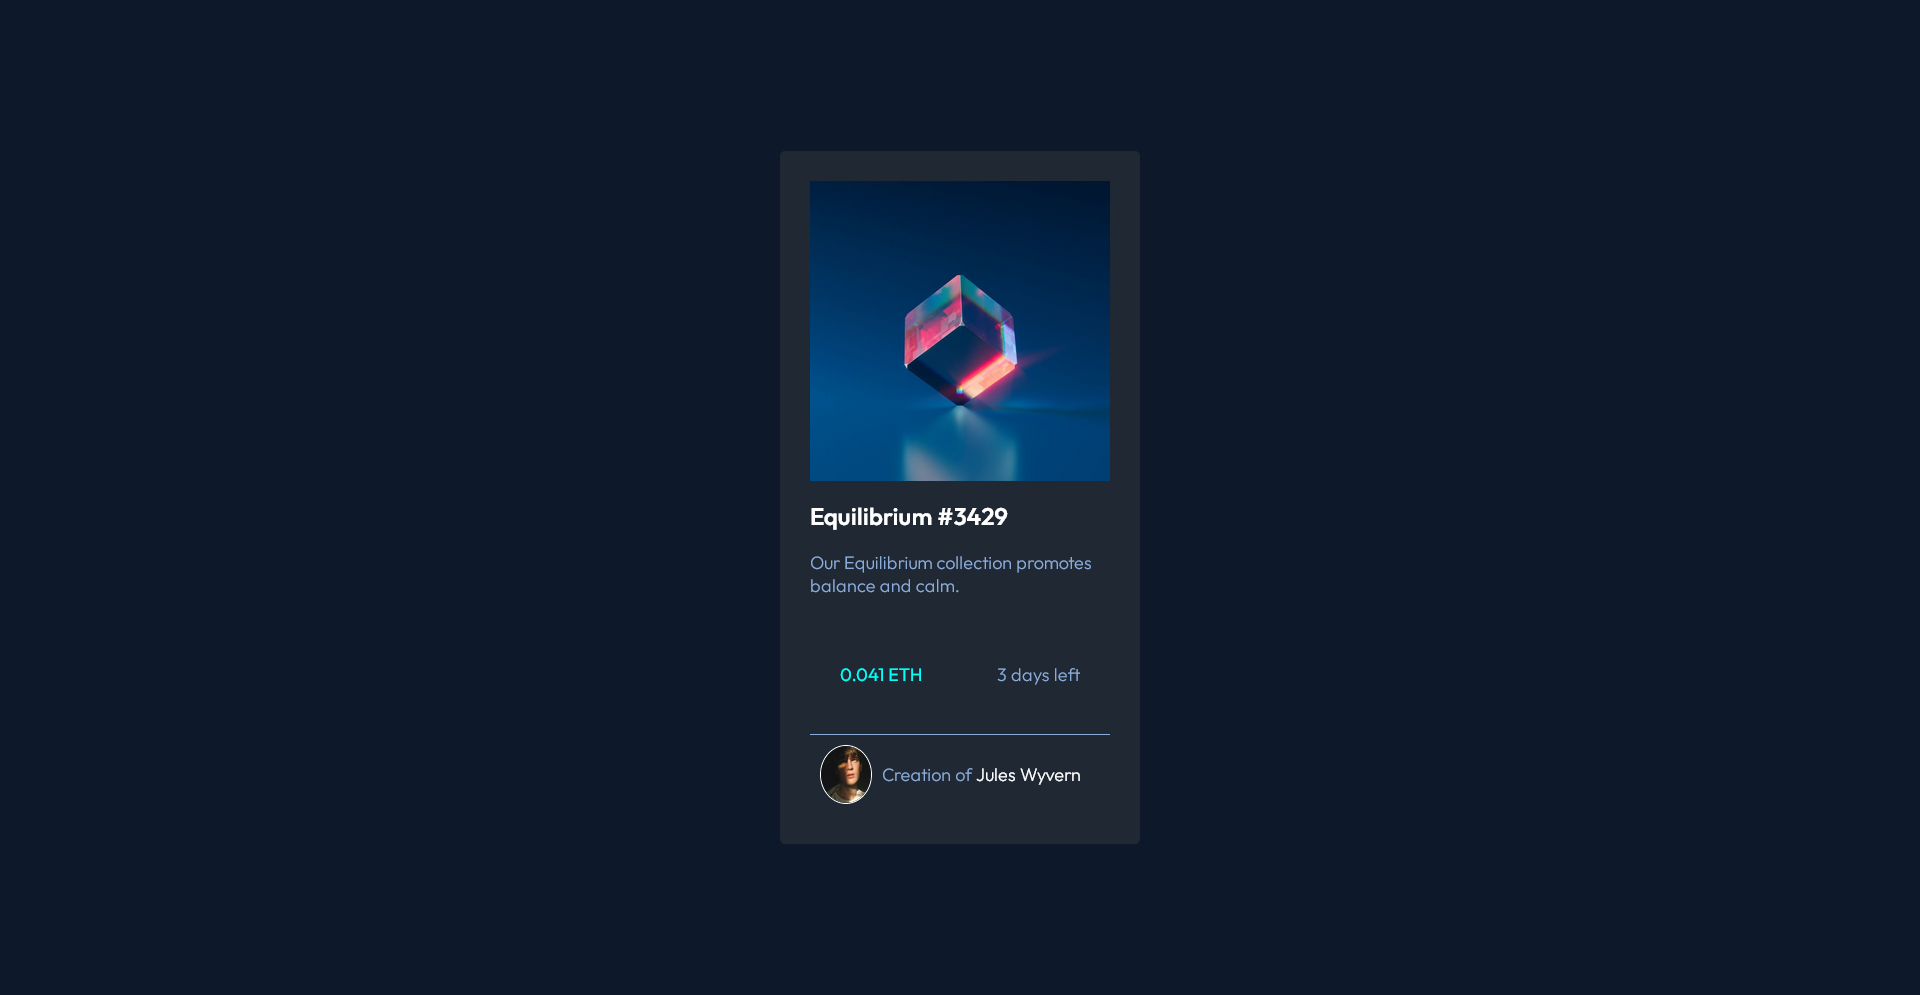 Equilibrium #3429
Our Equilibrium collection promotes
balance and calm.
0.041 ETH
3 days left
Creation of Jules Wyvern